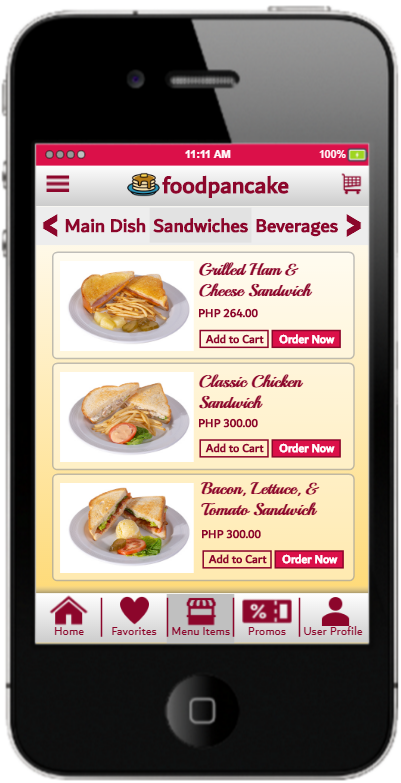 11:11 AM
100%
foodpancake
< Main Dish Sandwiches Beverages >
Grilled Ham &
Cheese Sandwich
PHP 264.00
Add to Cart Order Now
Classic Chicken
Sandwich
PHP 300.00
Add to Cart Order Now
Bacon, Lettuce, &
Tomato Sandwich
PHP 300.00
Add to Cart Order Now
%
Home Favorites Menu Items Promos User Profile